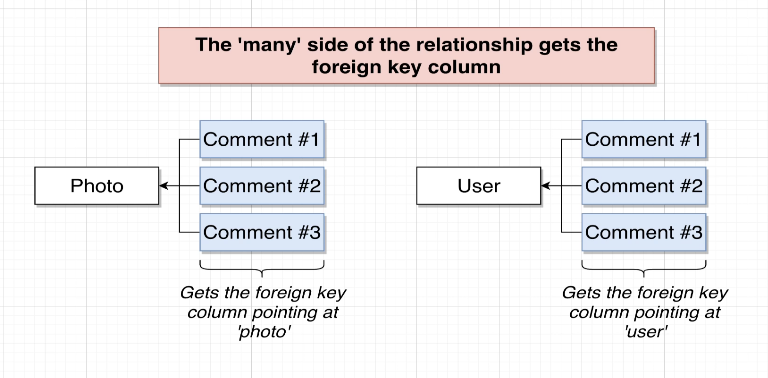 The 'many' side of the relationship gets the
foreign key column
Photo
Comment #1
Comment #2
Comment #3
Gets the foreign key
column pointing at
'photo'
User
Comment #1
Comment #2
Comment #3
Gets the foreign key
column pointing at
'user'